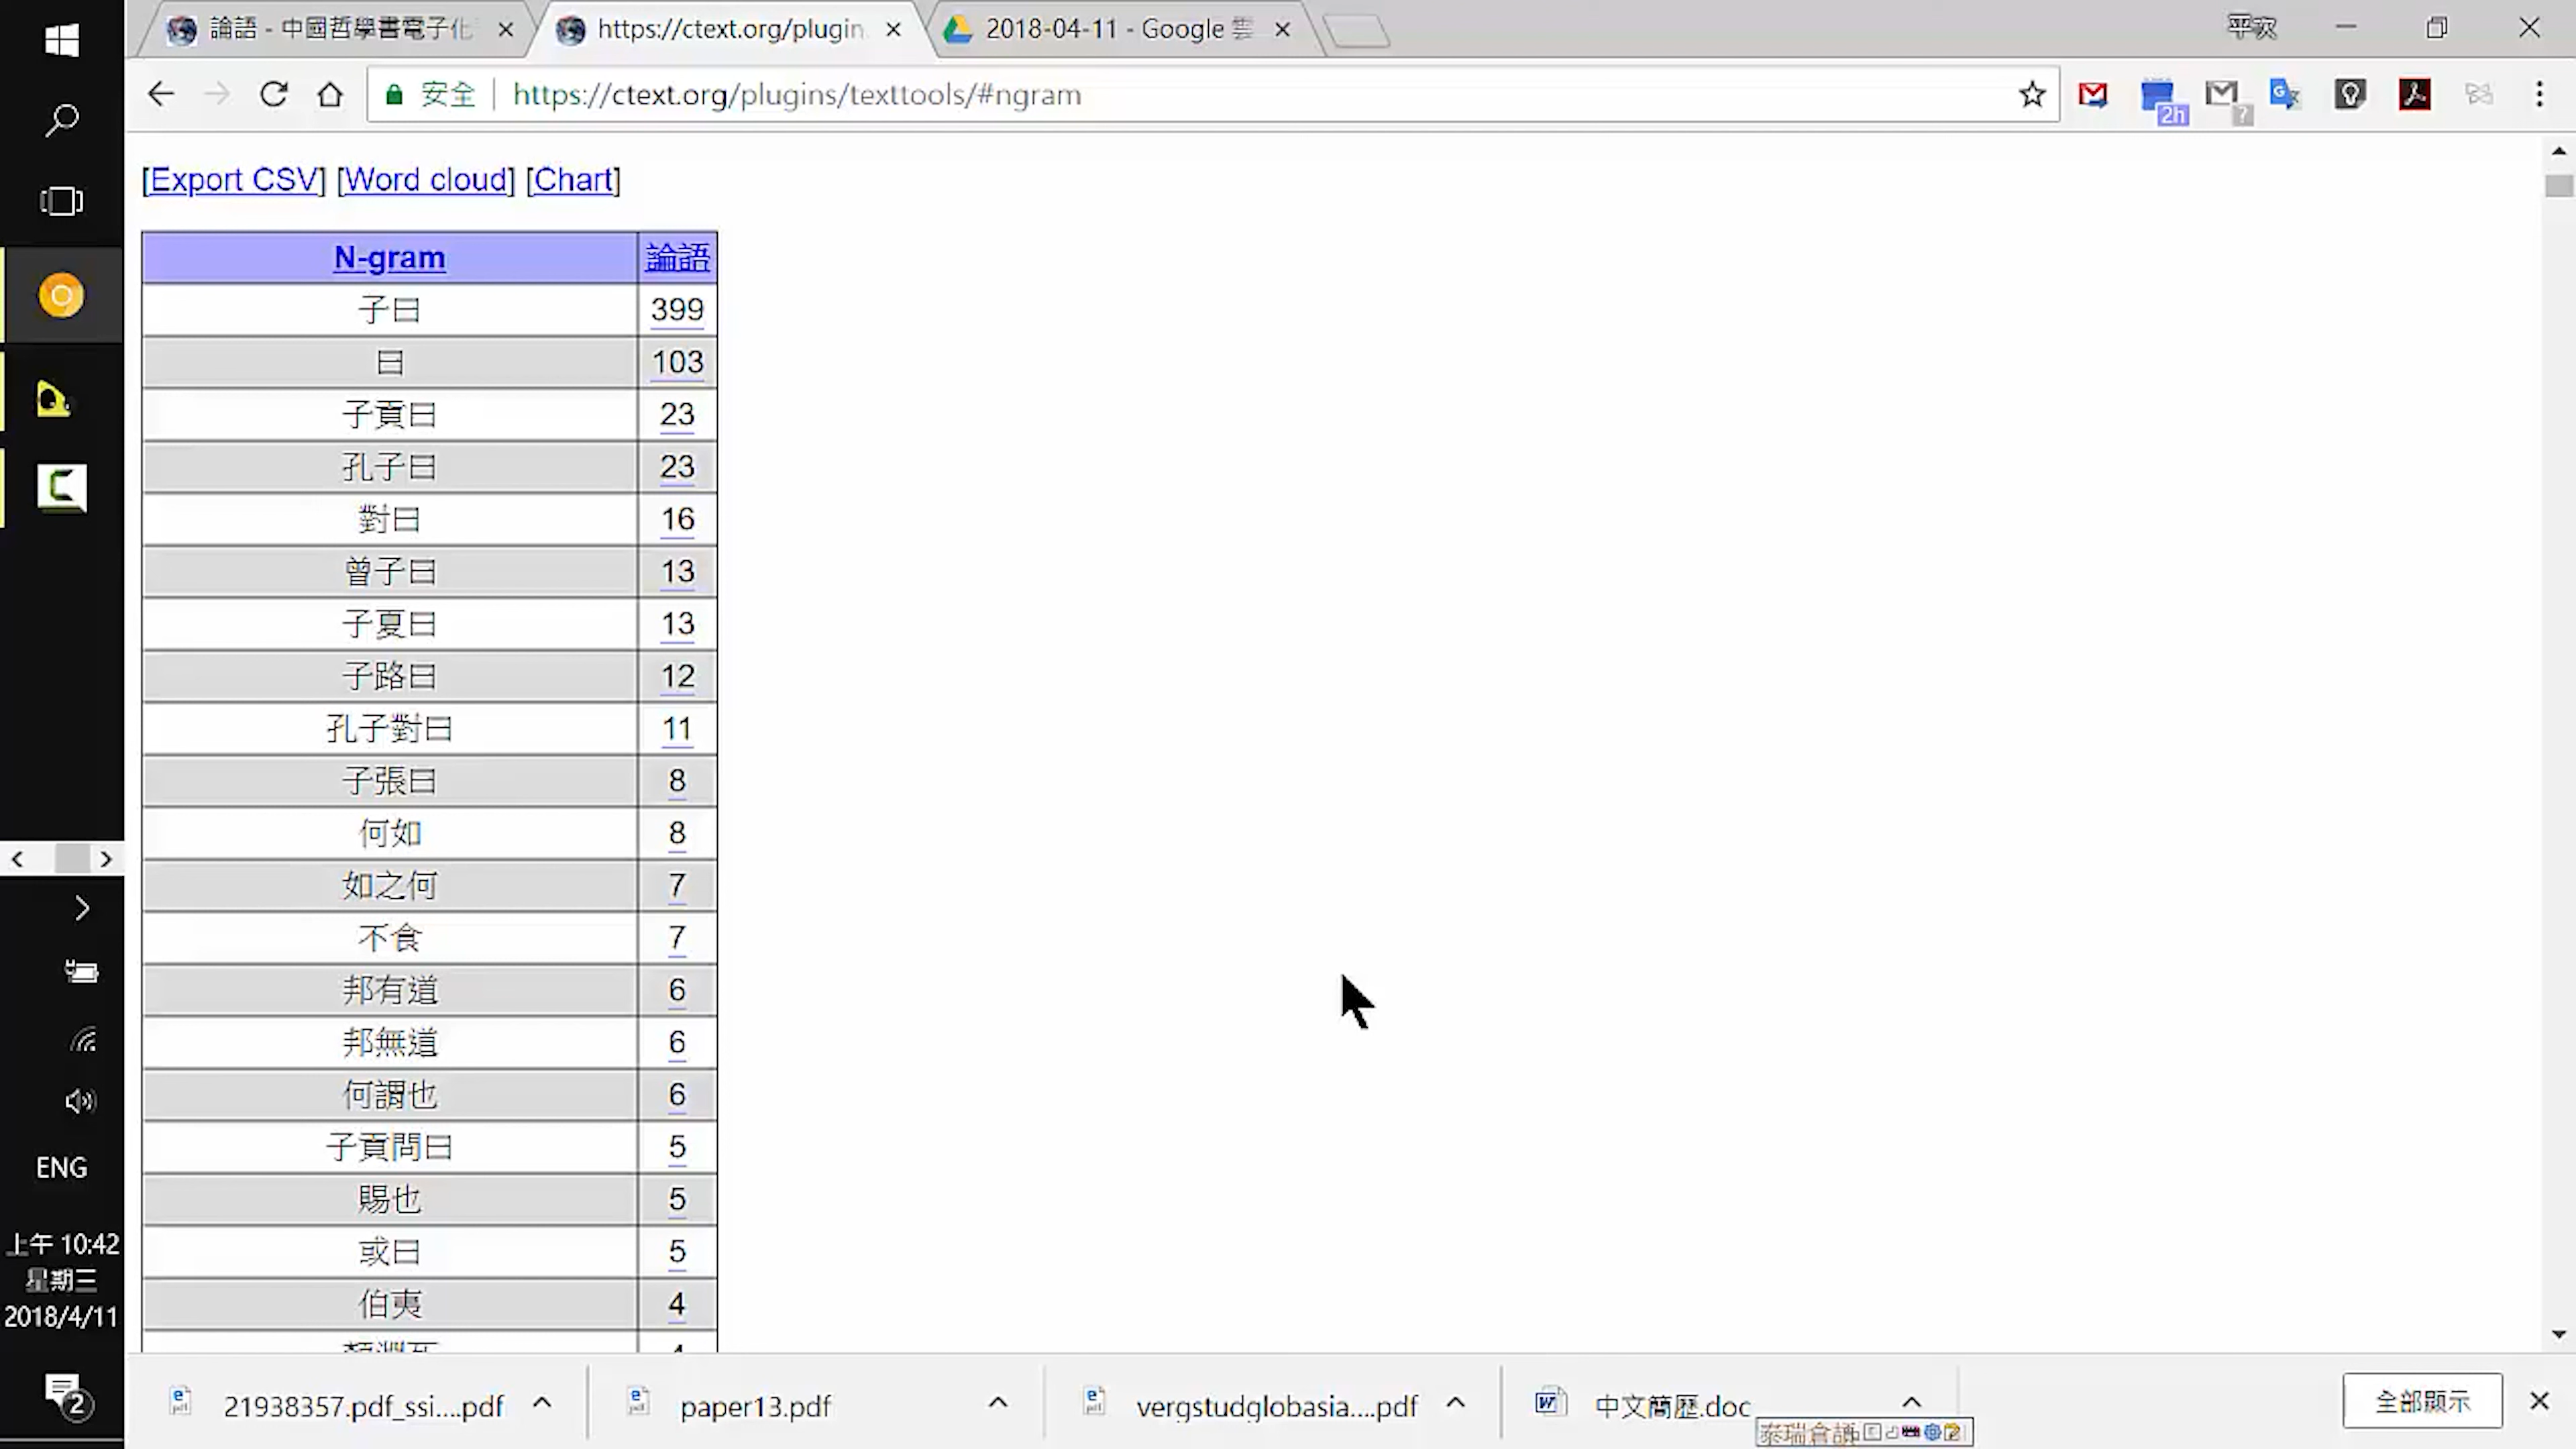 論語 - 中國哲學書電子化
https://ctext.org/plugin
2018-04-11 - Google 雲
平次
安全
https://ctext.org/plugins/texttools/#ngram
2h
[Export CSV] [Word cloud] [Chart]
N-gram 論語
子曰 399
曰 103
子貢曰 23
孔子曰 23
對曰 16
曾子曰 13
子夏曰 13
子路曰 12
孔子對曰 11
子張曰 8
何如 8
如之何 7
不食 7
邦有道 6
邦無道 6
何謂也 6
子貢問曰 5
賜也 5
或曰 5
伯夷 4
ENG
上午 10:42
星期三
2018/4/11
2
21938357.pdf_ssi....pdf
paper13.pdf
vergstudglobasia....pdf
中文簡歷.doc
全部顯示